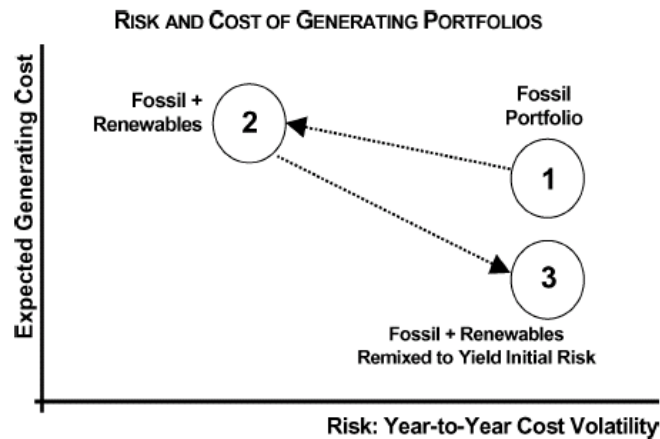 RISK AND COST OF GENERATING PORTFOLIOS
Expected Generating Cost
Fossil +
Renewables
2
Fossil
Portfolio
1
3
Fossil + Renewables
Remixed to Yield Initial Risk
Risk: Year-to-Year Cost Volatility